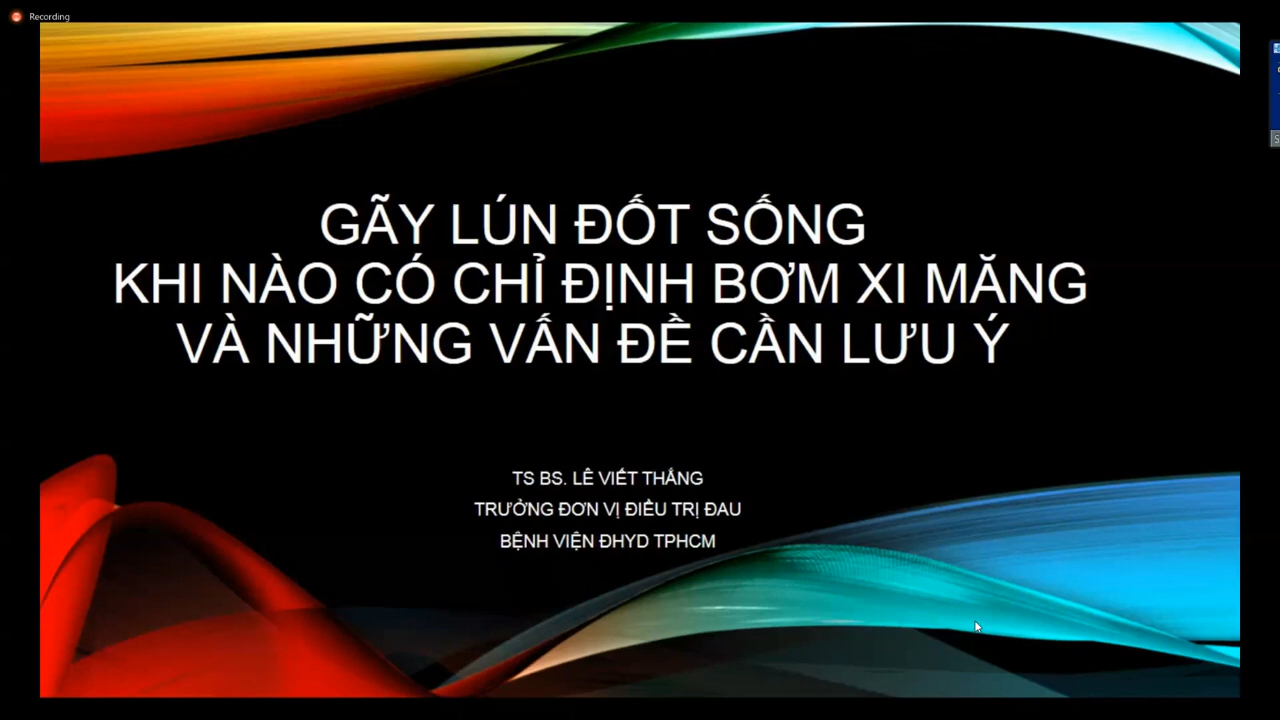 Recording
GÃY LÚN ĐỐT SỐNG
KHI NÀO CÓ CHỈ ĐỊNH BƠM XI MĂNG
VÀ NHỮNG VẤN ĐỀ CẦN LƯU Ý
TS BS. LÊ VIẾT THẮNG
TRƯỞNG ĐƠN VỊ ĐIỀU TRỊ ĐAU
BỆNH VIỆN ĐHYD TPHCM